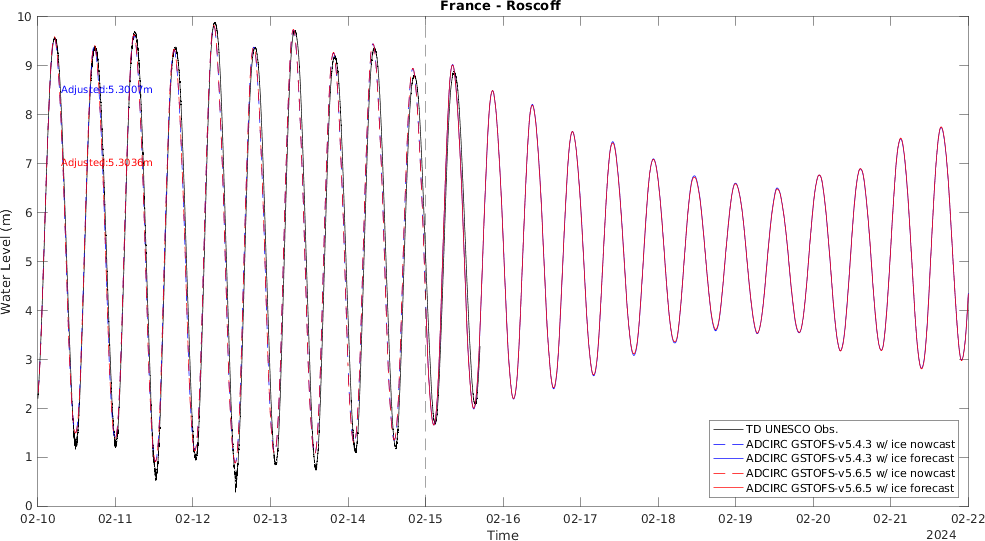 France - Roscoff
10
9
8
7
6
5
4
3
2
1
0
Water Level (m)
Adjusted:5.3007m
Adjusted:5.3036m
TD UNESCO Obs.
ADCIRC GSTOFS-v5.4.3 w/ ice nowcast
ADCIRC GSTOFS-v5.4.3 w/ ice forecast
ADCIRC GSTOFS-v5.6.5 w/ ice nowcast
ADCIRC GSTOFS-v5.6.5 w/ ice forecast
02-10 02-11 02-12 02-13 02-14 02-15 02-16 02-17 02-18 02-19 02-20 02-21 02-22
Time
2024